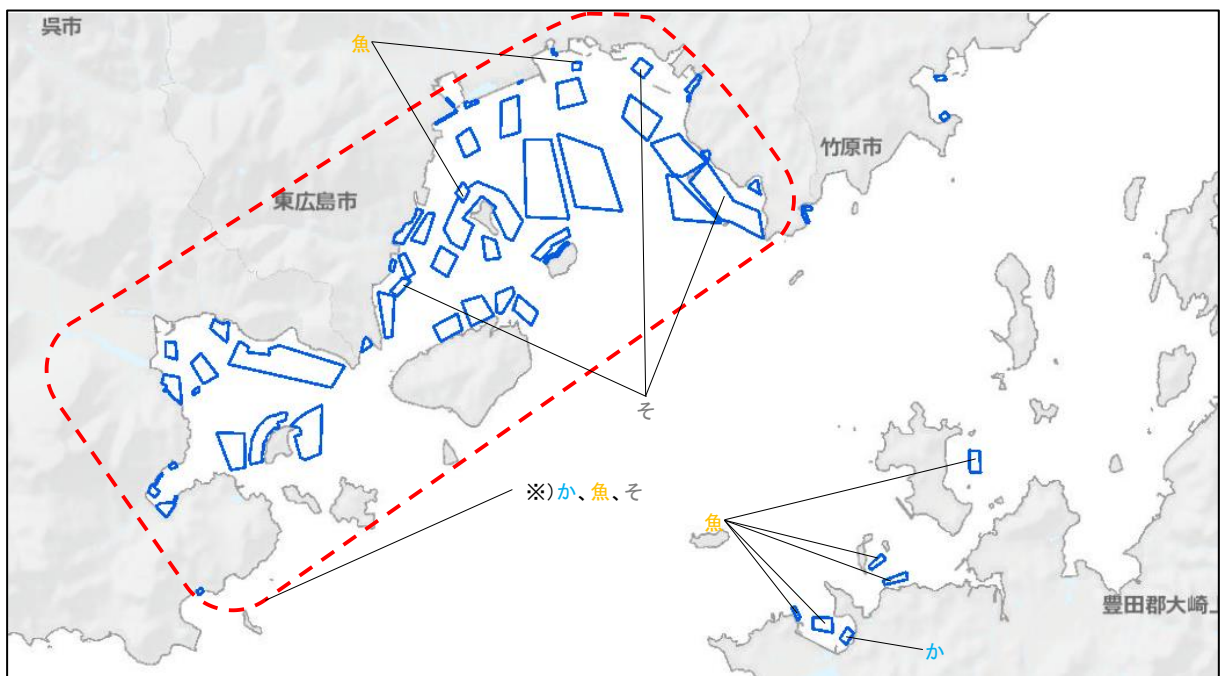 呉市
魚
竹原市
東広島市
そ
※)か、魚、そ
魚
豊田郡大崎上
か